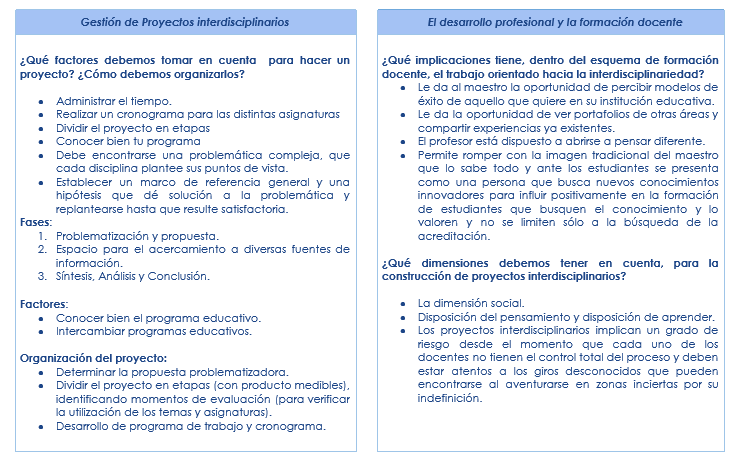 Gestión de Proyectos interdisciplinarios
¿Qué factores debemos tomar en cuenta para hacer un
proyecto? ¿Cómo debemos organizarlos?
• Administrar el tiempo.
• Realizar un cronograma para las distintas asignaturas
• Dividir el proyecto en etapas
• Conocer bien tu programa
• Debe encontrarse una problemática compleja, que
cada disciplina plantee sus puntos de vista.
• Establecer un marco de referencia general y una
hipótesis que dé solución a la problemática y
replantearse hasta que resulte satisfactoria.
Fases:
1. Problematización y propuesta.
2. Espacio para el acercamiento a diversas fuentes de
información.
3. Síntesis, Análisis y Conclusión.
Factores:
• Conocer bien el programa educativo.
• Intercambiar programas educativos.
Organización del proyecto:
• Determinar la propuesta problematizadora.
• Dividir el proyecto en etapas (con producto medibles),
identificando momentos de evaluación (para verificar
la utilización de los temas y asignaturas).
• Desarrollo de programa de trabajo y cronograma.
El desarrollo profesional y la formación docente
¿Qué implicaciones tiene, dentro del esquema de formación
docente, el trabajo orientado hacia la interdisciplinariedad?
• Le da al maestro la oportunidad de percibir modelos de
éxito de aquello que quiere en su institución educativa.
• Le da la oportunidad de ver portafolios de otras áreas y
compartir experiencias ya existentes.
• El profesor está dispuesto a abrirse a pensar diferente.
• Permite romper con la imagen tradicional del maestro
que lo sabe todo y ante los estudiantes se presenta
como una persona que busca nuevos conocimientos
innovadores para influir positivamente en la formación
de estudiantes que busquen el conocimiento y lo
valoren y no se limiten sólo a la búsqueda de la
acreditación.
¿Qué dimensiones debemos tener en cuenta, para la
construcción de proyectos interdisciplinarios?
• La dimensión social.
• Disposición del pensamiento y disposición de aprender.
• Los proyectos interdisciplinarios implican un grado de
riesgo desde el momento que cada uno de los
docentes no tienen el control total del proceso y deben
estar atentos a los giros desconocidos que pueden
encontrarse al aventurarse en zonas inciertas por su
indefinición.